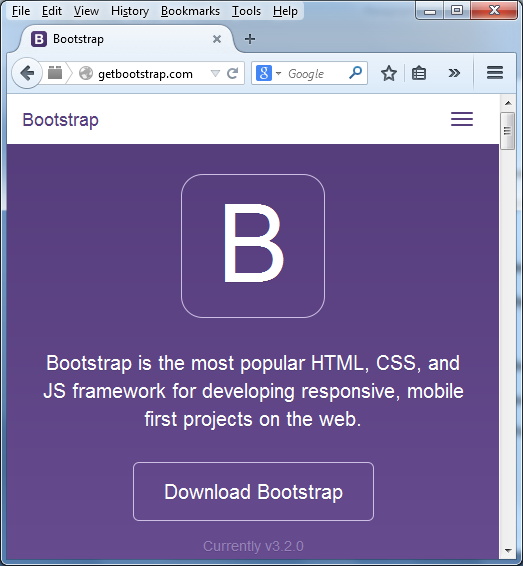 File Edit View History Bookmarks Tools Help
Bootstrap
getbootstrap.com
Google
Bootstrap
B
Bootstrap is the most popular HTML, CSS, and
JS framework for developing responsive, mobile
first projects on the web.
Download Bootstrap
Currently v3.2.0